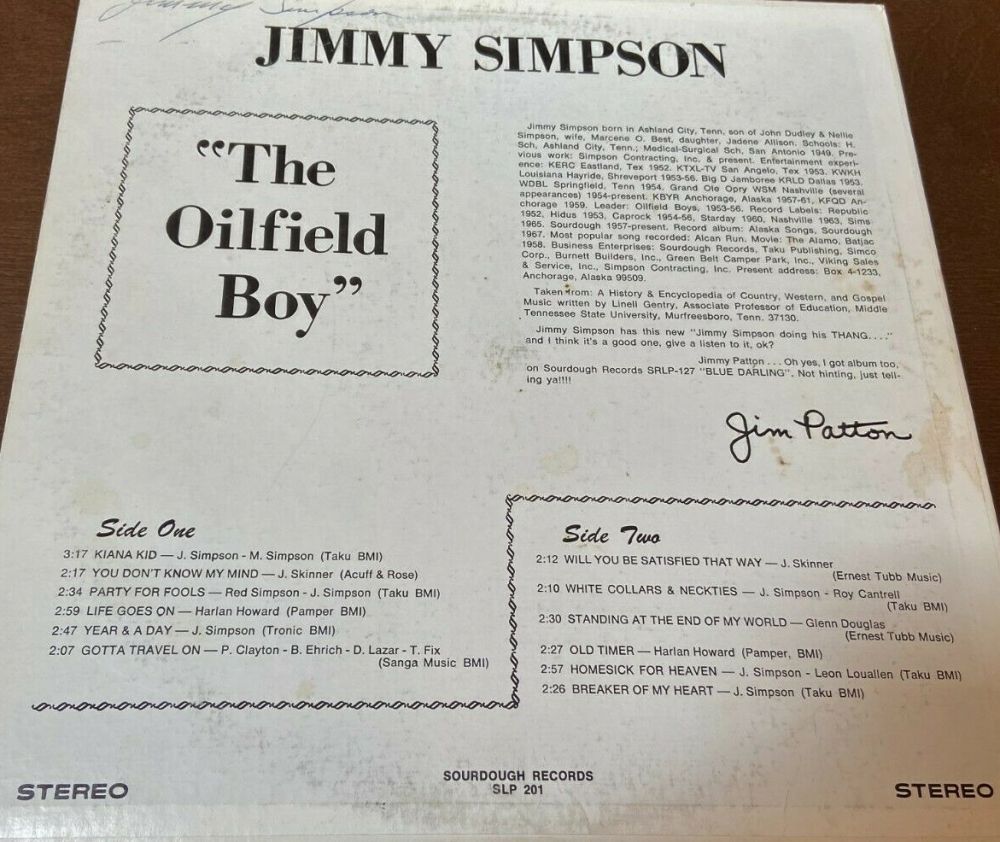 Jimmy Simpson
JIMMY SIMPSON
“The
Oilfield
Boy”
Jimmy Simpson born in Ashland City, Tenn, son of John Dudley & Nellie
Simpson, wife, Marcene O. Best, daughter, Jadene Allison. Schools: H.
Sch, Ashland City, Tenn.; Medical-Surgical Sch, San Antonio 1949. Pre-
vious work: Simpson Contracting, Inc. & present. Entertainment experi-
ence: KERC Eastland, Tex 1952. KTXL-TV San Angelo, Tex 1953. KWKH
Louisiana Hayride, Shreveport 1953-56. Big D Jamboree KRLD Dallas 1953.
WDBL Springfield, Tenn 1954. Grand Ole Opry WSM Nashville (several
appearances) 1954-present. KBYR Anchorage, Alaska 1957-61, KFQD An-
chorage 1959. Leader: Oilfield Boys, 1953-56. Record Labels: Republic
1952, Hidus 1953, Caprock 1954-56, Starday 1960, Nashville 1963, Sims
1965. Sourdough 1957-present. Record album: Alaska Songs, Sourdough
1967. Most popular song recorded: Alcan Run. Movie: The Alamo, Batjac
1958. Business Enterprises: Sourdough Records, Taku Publishing, Simco
Corp., Burnett Builders, Inc., Green Belt Camper Park, Inc., Viking Sales
& Service, Inc., Simpson Contracting, Inc. Present address: Box 4-1233,
Anchorage, Alaska 99509.
Taken from: A History & Encyclopedia of Country, Western, and Gospel
Music written by Linell Gentry, Associate Professor of Education, Middle
Tennessee State University, Murfreesboro, Tenn. 37130.
Jimmy Simpson has this new "Jimmy Simpson doing his THANG...."
and I think it's a good one, give a listen to it, ok?
Jimmy Patton ... Oh yes, I got album too,
on Sourdough Records SRLP-127 "BLUE DARLING". Not hinting, just tell-
ing ya!!!!
Jim Patton
Side One
3:17 KIANA KID — J. Simpson - M. Simpson (Taku BMI)
2:17 YOU DON'T KNOW MY MIND — J. Skinner (Acuff & Rose)
2:34 PARTY FOR FOOLS — Red Simpson - J. Simpson (Taku BMI)
2:59 LIFE GOES ON — Harlan Howard (Pamper BMI)
2:47 YEAR & A DAY — J. Simpson (Tronic BMI)
2:07 GOTTA TRAVEL ON — P. Clayton - B. Ehrich - D. Lazar - T. Fix
(Sanga Music BMI)
Side Two
2:12 WILL YOU BE SATISFIED THAT WAY — J. Skinner
(Ernest Tubb Music)
2:10 WHITE COLLARS & NECKTIES — J. Simpson - Roy Cantrell
(Taku BMI)
2:30 STANDING AT THE END OF MY WORLD — Glenn Douglas
(Ernest Tubb Music)
2:27 OLD TIMER — Harlan Howard (Pamper, BMI)
2:57 HOMESICK FOR HEAVEN — J. Simpson - Leon Louallen (Taku BMI)
2:26 BREAKER OF MY HEART — J. Simpson (Taku BMI)
STEREO
SOURDOUGH RECORDS
SLP 201
STEREO